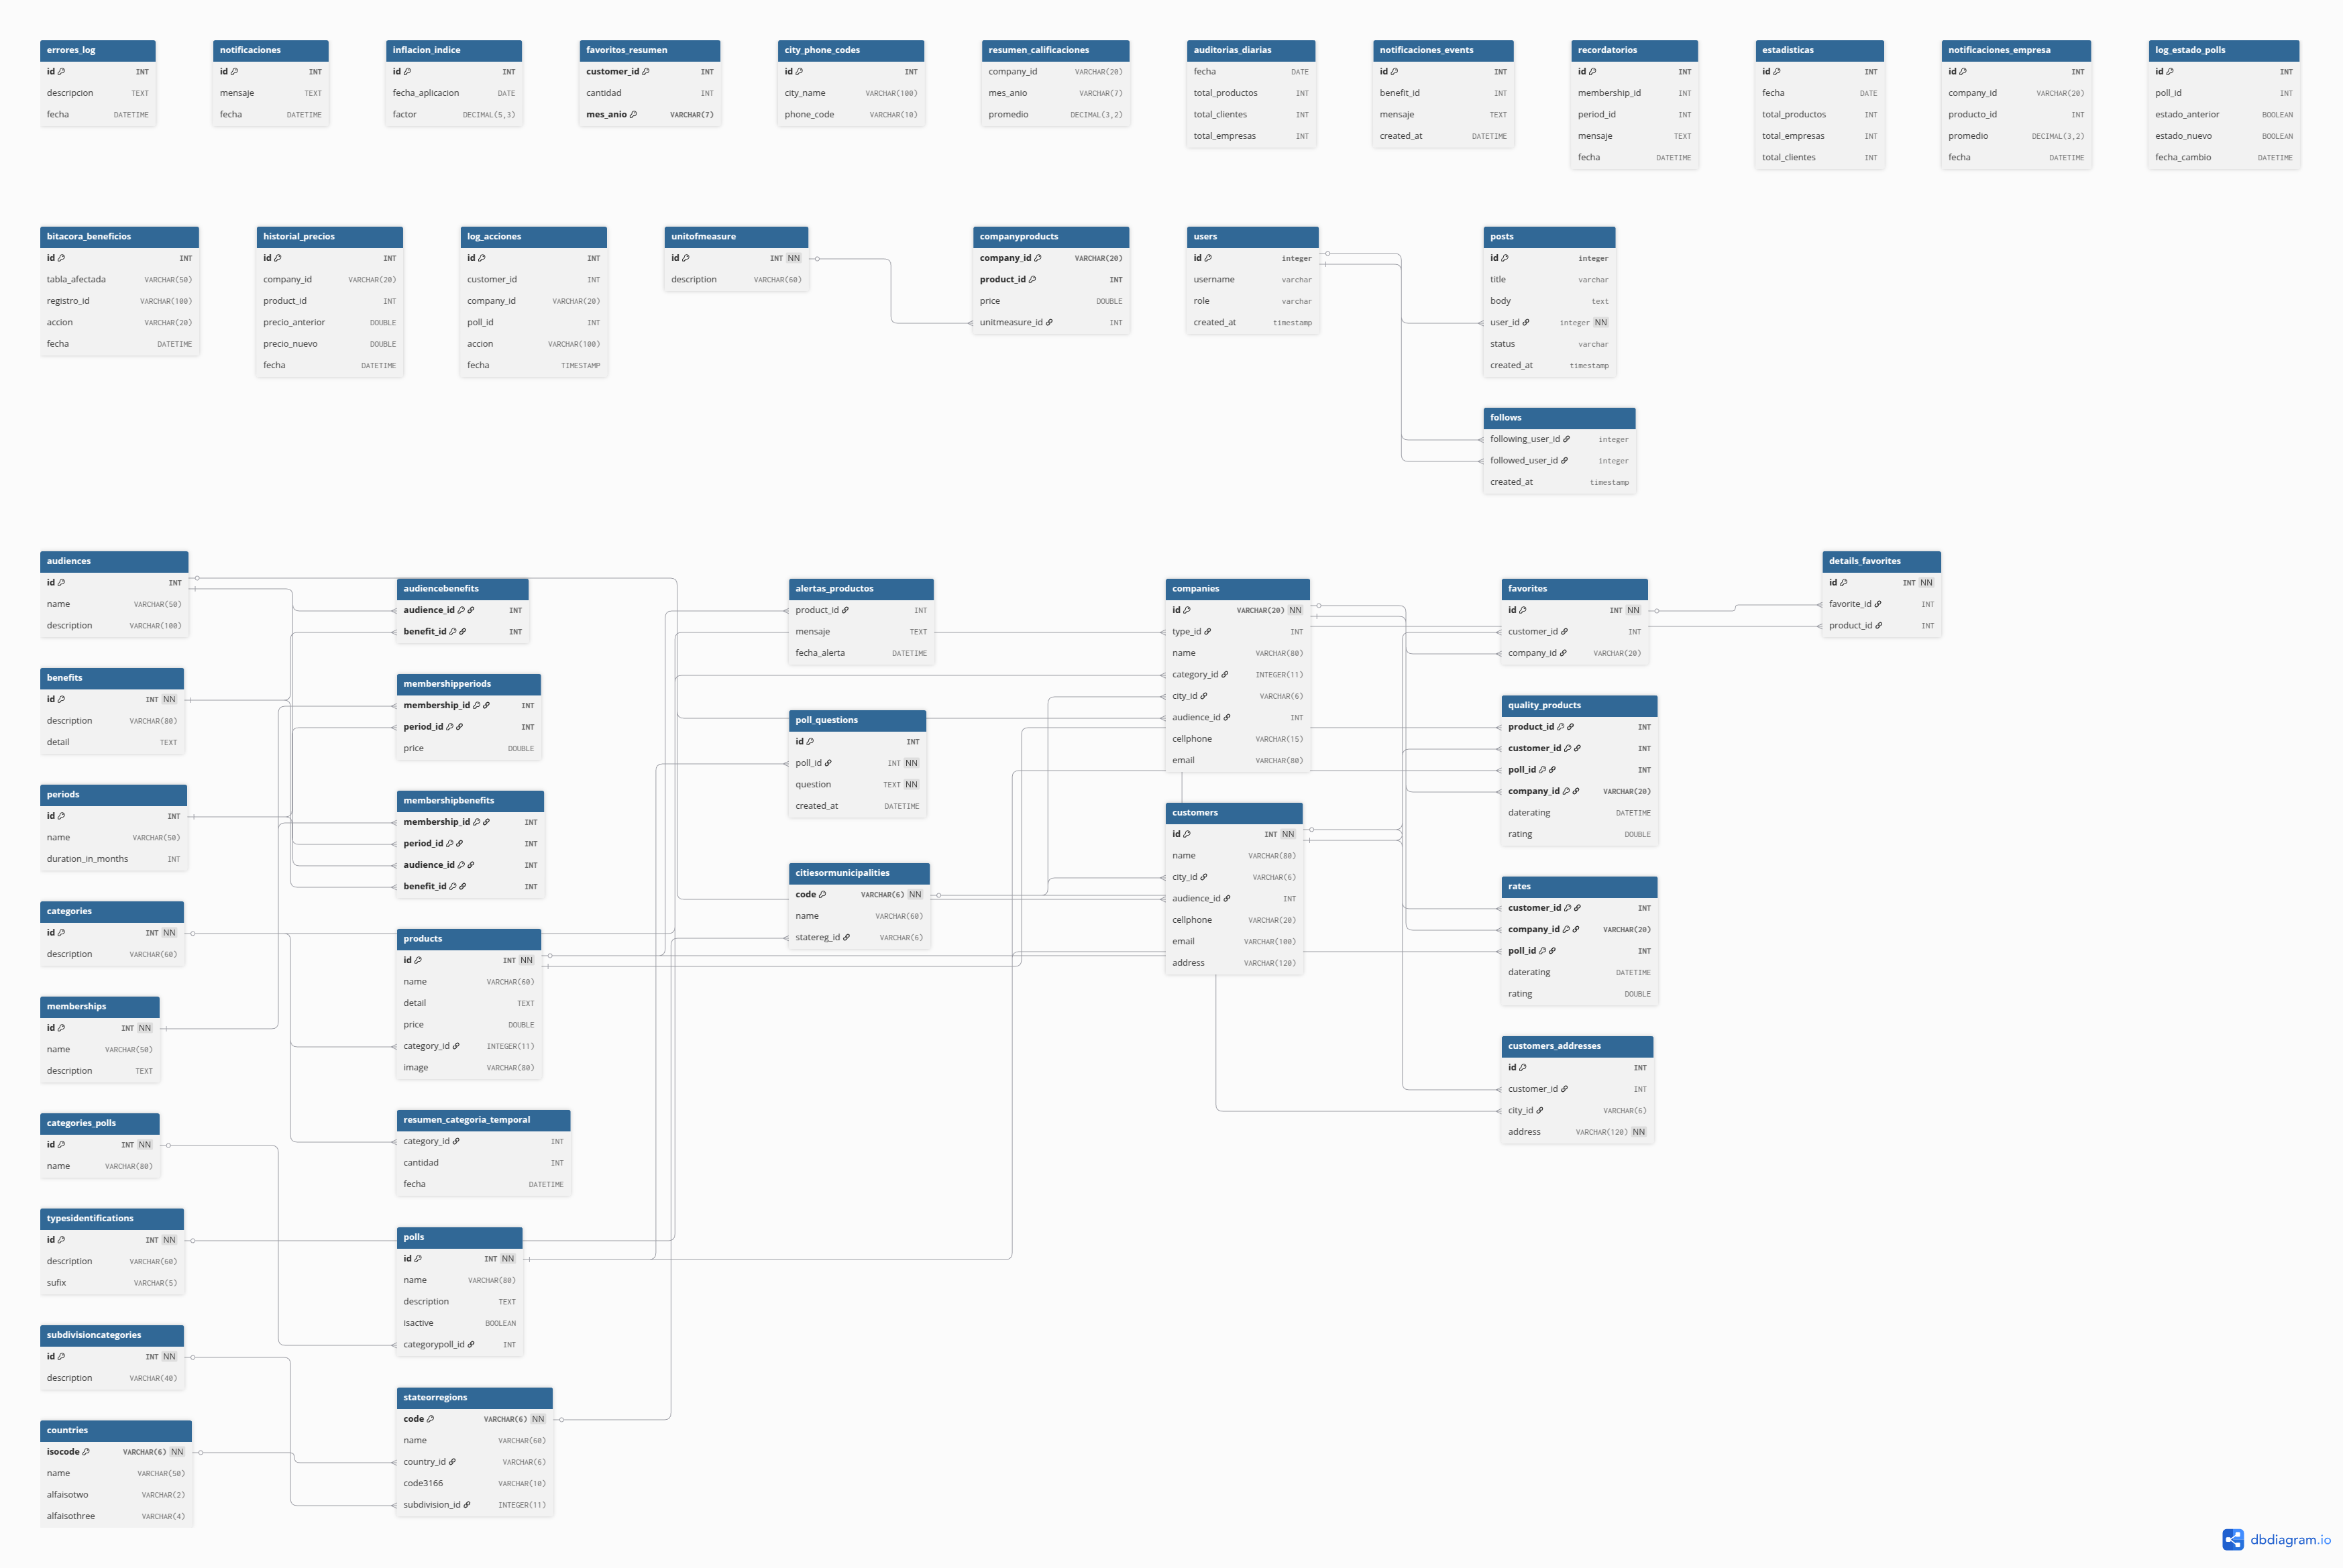 errores_log
id INT
descripcion TEXT
fecha DATETIME
notificaciones
id INT
mensaje TEXT
fecha DATETIME
inflacion_indice
id INT
fecha_aplicacion DATE
factor DECIMAL(5,3)
favoritos_resumen
customer_id INT
cantidad INT
mes_anio VARCHAR(7)
city_phone_codes
id INT
city_name VARCHAR(100)
phone_code VARCHAR(10)
resumen_calificaciones
company_id VARCHAR(20)
mes_anio VARCHAR(7)
promedio DECIMAL(3,2)
auditorias_diarias
fecha DATE
total_productos INT
total_clientes INT
total_empresas INT
notificaciones_events
id INT
benefit_id INT
mensaje TEXT
created_at DATETIME
recordatorios
id INT
membership_id INT
period_id INT
mensaje TEXT
fecha DATETIME
estadisticas
id INT
fecha DATE
total_productos INT
total_empresas INT
total_clientes INT
notificaciones_empresa
id INT
company_id VARCHAR(20)
producto_id INT
promedio DECIMAL(3,2)
fecha DATETIME
log_estado_polls
id INT
poll_id INT
estado_anterior BOOLEAN
estado_nuevo BOOLEAN
fecha_cambio DATETIME
bitacora_beneficios
id INT
tabla_afectada VARCHAR(50)
registro_id VARCHAR(100)
accion VARCHAR(20)
fecha DATETIME
historial_precios
id INT
company_id VARCHAR(20)
product_id INT
precio_anterior DOUBLE
precio_nuevo DOUBLE
fecha DATETIME
log_acciones
id INT
customer_id INT
company_id VARCHAR(20)
poll_id INT
accion VARCHAR(100)
fecha TIMESTAMP
unitofmeasure
id INT NN
description VARCHAR(60)
companyproducts
company_id VARCHAR(20)
product_id INT
price DOUBLE
unitmeasure_id INT
users
id integer
username varchar
role varchar
created_at timestamp
posts
id integer
title varchar
body text
user_id integer NN
status varchar
created_at timestamp
follows
following_user_id integer
followed_user_id integer
created_at timestamp
audiences
id INT
name VARCHAR(50)
description VARCHAR(100)
benefits
id INT NN
description VARCHAR(80)
detail TEXT
periods
id INT
name VARCHAR(50)
duration_in_months INT
categories
id INT NN
description VARCHAR(60)
memberships
id INT NN
name VARCHAR(50)
description TEXT
categories_polls
id INT NN
name VARCHAR(80)
typesidentifications
id INT NN
description VARCHAR(60)
sufix VARCHAR(5)
subdivisioncategories
id INT NN
description VARCHAR(40)
countries
isocode VARCHAR(6) NN
name VARCHAR(50)
alfaisotwo VARCHAR(2)
alfaisothree VARCHAR(4)
audiencebenefits
audience_id INT
benefit_id INT
membershipperiods
membership_id INT
period_id INT
price DOUBLE
membershipbenefits
membership_id INT
period_id INT
audience_id INT
benefit_id INT
products
id INT NN
name VARCHAR(60)
detail TEXT
price DOUBLE
category_id INTEGER(11)
image VARCHAR(80)
resumen_categoria_temporal
category_id INT
cantidad INT
fecha DATETIME
polls
id INT NN
name VARCHAR(80)
description TEXT
isactive BOOLEAN
categorypoll_id INT
stateorregions
code VARCHAR(6) NN
name VARCHAR(60)
country_id VARCHAR(6)
code3166 VARCHAR(10)
subdivision_id INTEGER(11)
alertas_productos
product_id INT
mensaje TEXT
fecha_alerta DATETIME
poll_questions
id INT
poll_id INT NN
question TEXT NN
created_at DATETIME
citiesormunicipalities
code VARCHAR(6) NN
name VARCHAR(60)
statereg_id VARCHAR(6)
companies
id VARCHAR(20) NN
type_id INT
name VARCHAR(80)
category_id INTEGER(11)
city_id VARCHAR(6)
audience_id INT
cellphone VARCHAR(15)
email VARCHAR(80)
customers
id INT NN
name VARCHAR(80)
city_id VARCHAR(6)
audience_id INT
cellphone VARCHAR(20)
email VARCHAR(100)
address VARCHAR(120)
favorites
id INT NN
customer_id INT
company_id VARCHAR(20)
quality_products
product_id INT
customer_id INT
poll_id INT
company_id VARCHAR(20)
daterating DATETIME
rating DOUBLE
rates
customer_id INT
company_id VARCHAR(20)
poll_id INT
daterating DATETIME
rating DOUBLE
customers_addresses
id INT
customer_id INT
city_id VARCHAR(6)
address VARCHAR(120) NN
details_favorites
id INT NN
favorite_id INT
product_id INT
dbdiagram.io